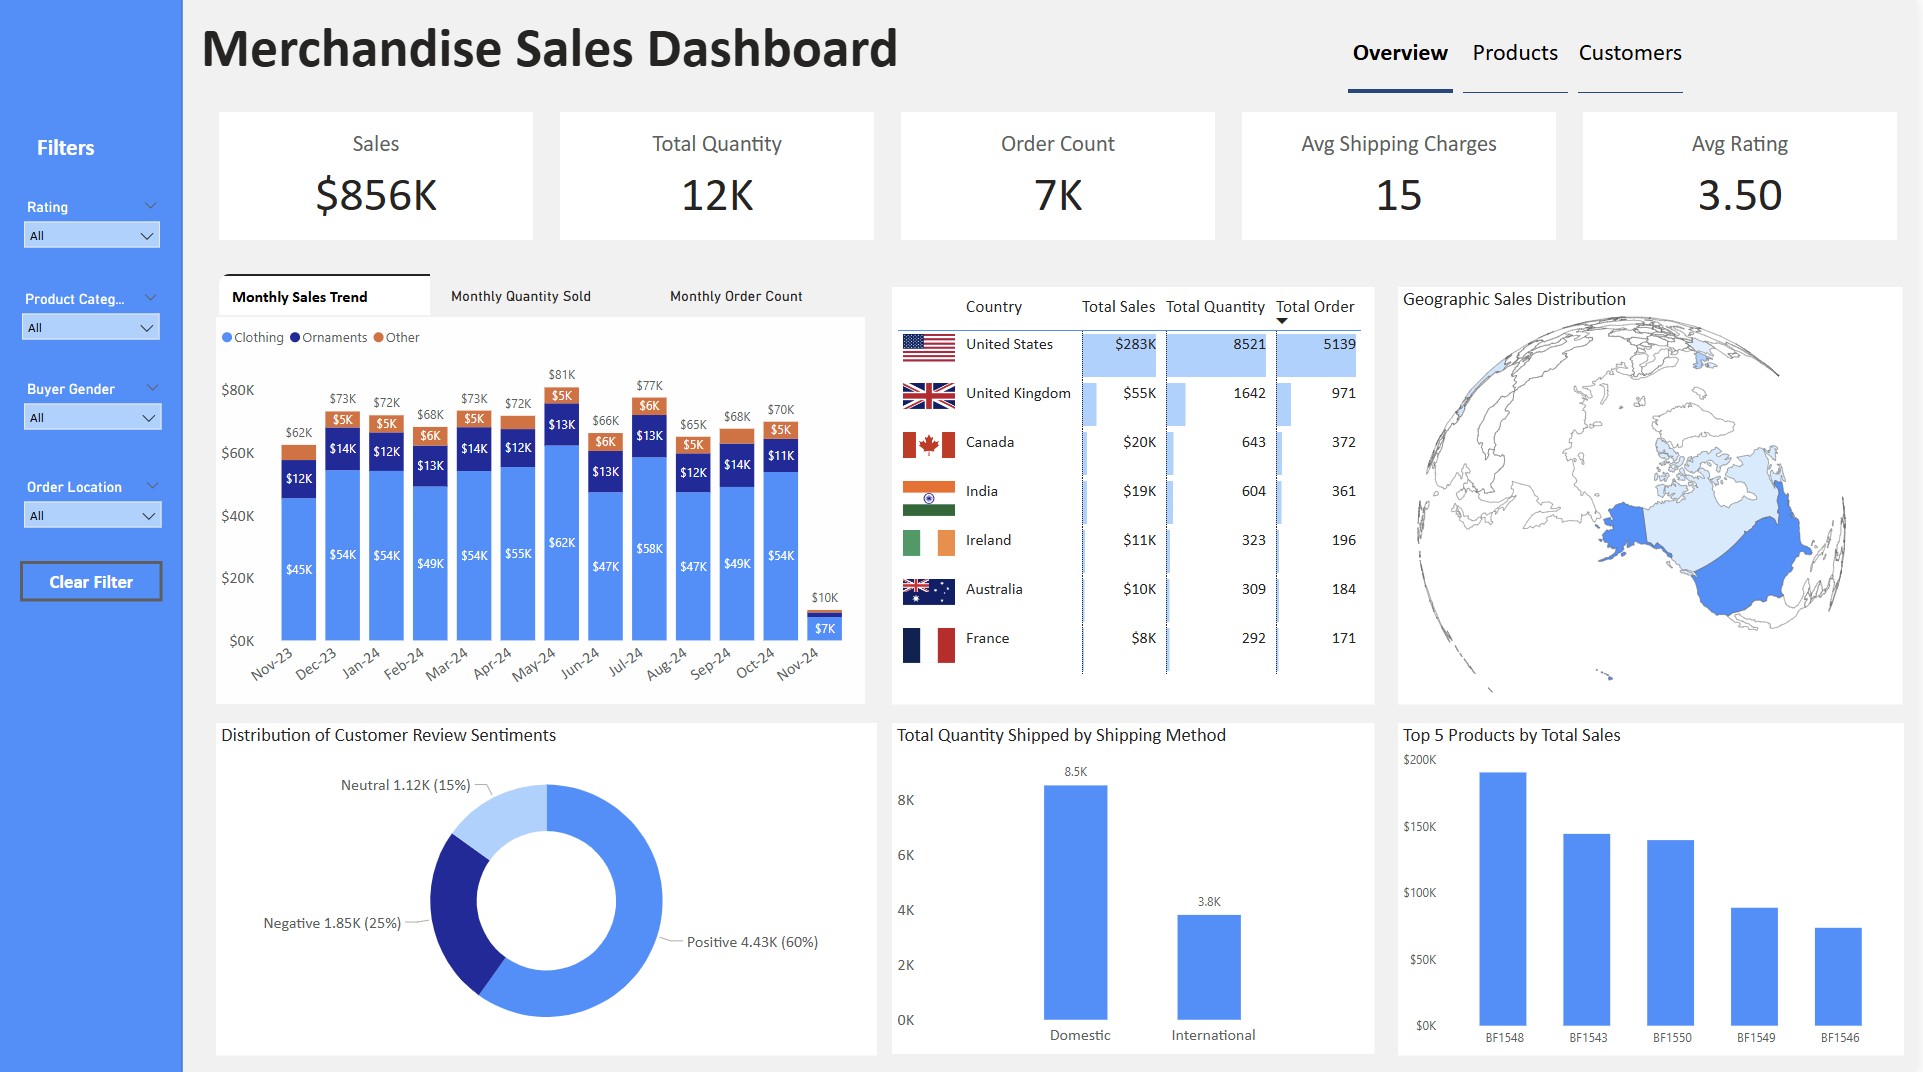 Merchandise Sales Dashboard
Overview Products Customers
Filters
Rating
All
Product Categ...
All
Buyer Gender
All
Order Location
All
Clear Filter
Sales
$856K
Total Quantity
12K
Order Count
7K
Avg Shipping Charges
15
Avg Rating
3.50
Monthly Sales Trend Monthly Quantity Sold Monthly Order Count
Clothing Ornaments Other
$80K
$60K
$40K
$20K
$0K
$62K $73K $72K $68K $73K $72K $81K $66K $77K $65K $68K $70K $10K
$5K $5K $6K $5K $5K $6K $6K $5K $5K
$12K $14K $12K $13K $14K $12K $13K $13K $13K $12K $14K $11K
$45K $54K $54K $49K $54K $55K $62K $47K $58K $47K $49K $54K $7K
Nov-23 Dec-23 Jan-24 Feb-24 Mar-24 Apr-24 May-24 Jun-24 Jul-24 Aug-24 Sep-24 Oct-24 Nov-24
Country Total Sales Total Quantity Total Order
United States $283K 8521 5139
United Kingdom $55K 1642 971
Canada $20K 643 372
India $19K 604 361
Ireland $11K 323 196
Australia $10K 309 184
France $8K 292 171
Geographic Sales Distribution
Distribution of Customer Review Sentiments
Neutral 1.12K (15%)
Negative 1.85K (25%)
Positive 4.43K (60%)
Total Quantity Shipped by Shipping Method
8K
6K
4K
2K
0K
8.5K
3.8K
Domestic International
Top 5 Products by Total Sales
$200K
$150K
$100K
$50K
$0K
BF1548 BF1543 BF1550 BF1549 BF1546